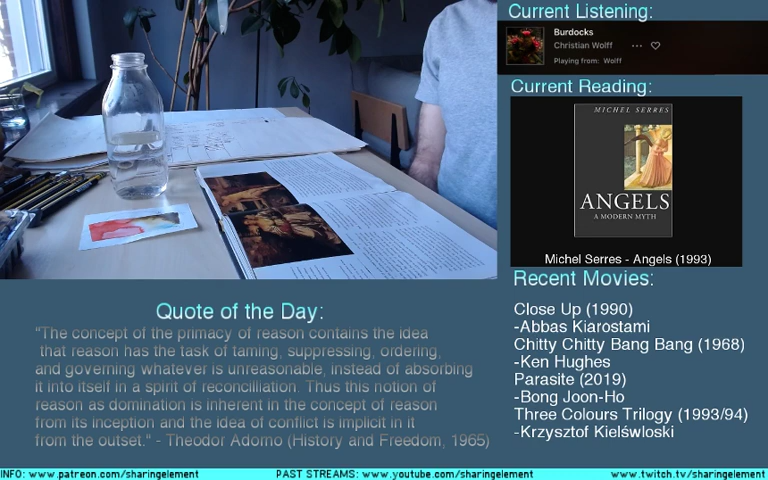 Current Listening:
Burdocks
Christian Wolff
Playing from: Wolff
Current Reading:
MICHEL SERRES
ANGELS
A MODERN MYTH
Michel Serres - Angels (1993)
Recent Movies:
Close Up (1990)
-Abbas Kiarostami
Chitty Chitty Bang Bang (1968)
-Ken Hughes
Parasite (2019)
-Bong Joon-Ho
Three Colours Trilogy (1993/94)
-Krzysztof Kielśwloski
Quote of the Day:
"The concept of the primacy of reason contains the idea
that reason has the task of taming, suppressing, ordering,
and governing whatever is unreasonable, instead of absorbing
it into itself in a spirit of reconcilliation. Thus this notion of
reason as domination is inherent in the concept of reason
from its inception and the idea of conflict is implicit in it
from the outset." - Theodor Adorno (History and Freedom, 1965)
INFO: www.patreon.com/sharingelement
PAST STREAMS: www.youtube.com/sharingelement
www.twitch.tv/sharingelement